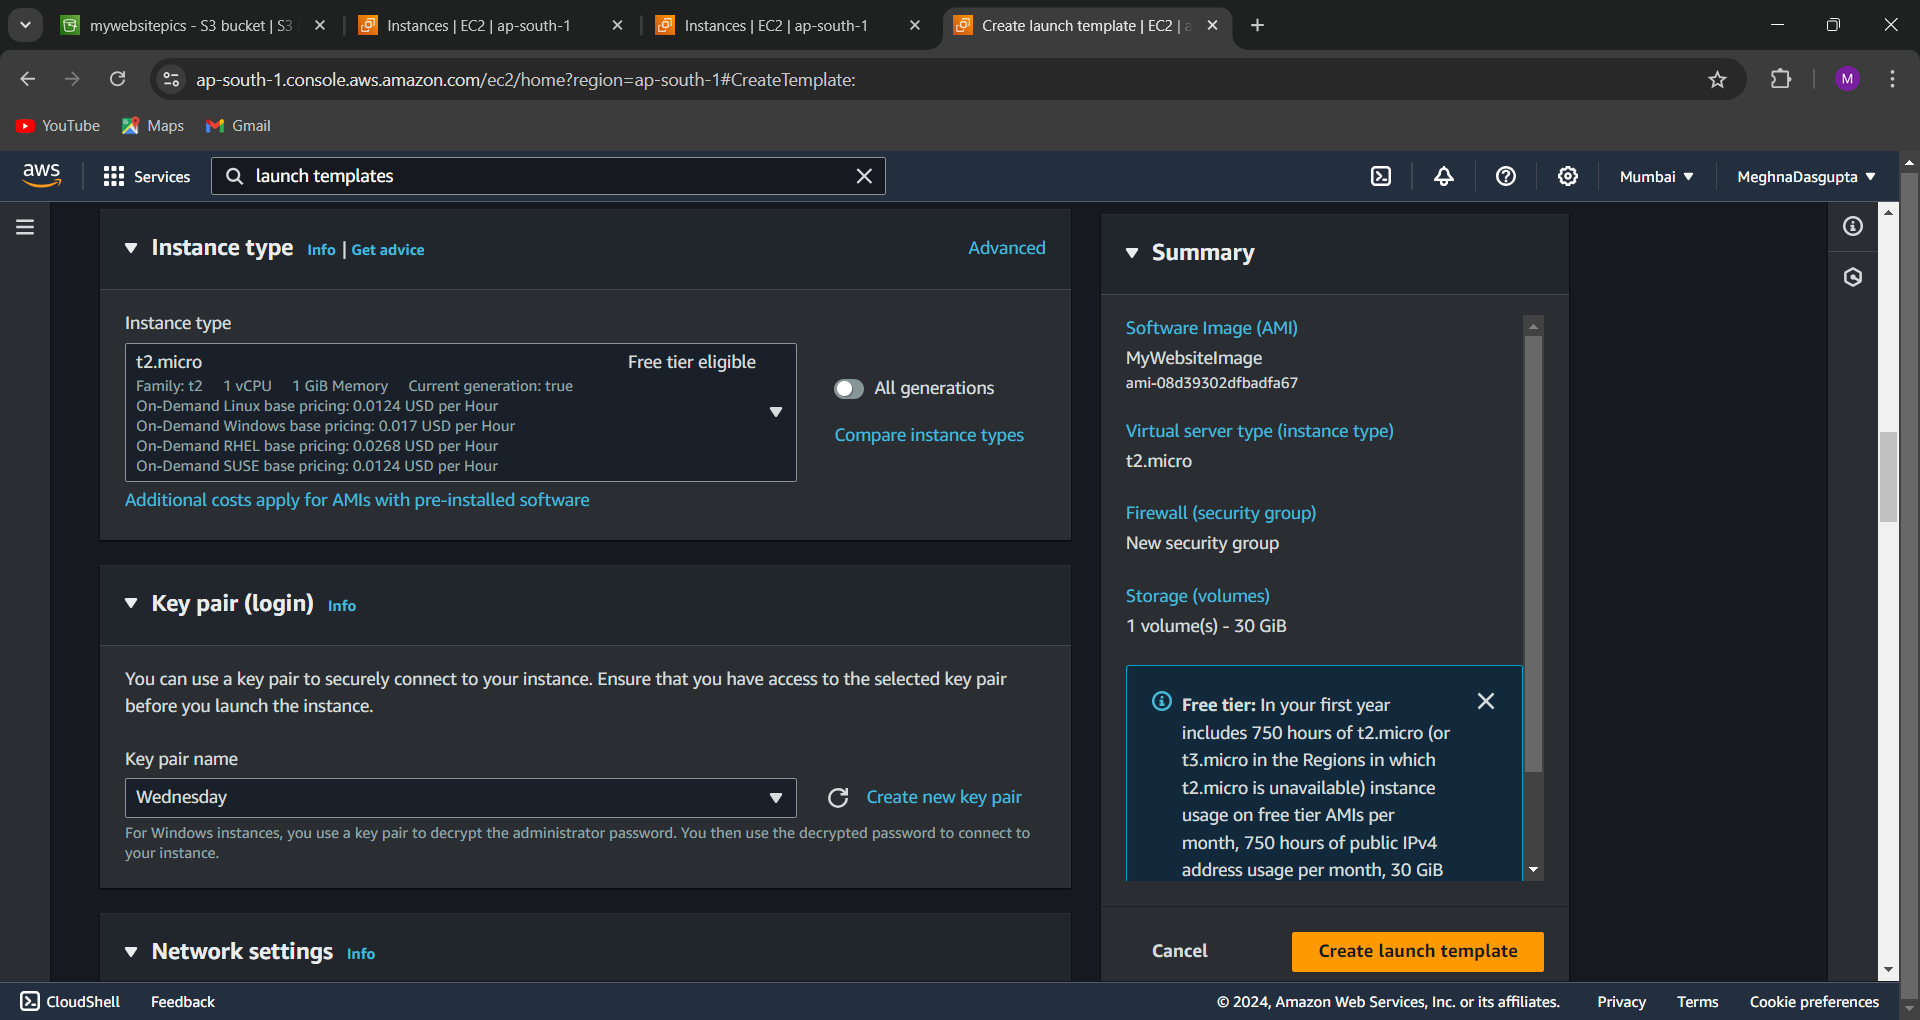 mywebsitepics - S3 bucket | S3
Instances | EC2 | ap-south-1
Instances | EC2 | ap-south-1
Create launch template | EC2 | a
ap-south-1.console.aws.amazon.com/ec2/home?region=ap-south-1#CreateTemplate:
M
YouTube
Maps
Gmail
aws
Services
launch templates
Mumbai
MeghnaDasgupta
Instance type Info | Get advice
Advanced
Instance type
t2.micro
Free tier eligible
Family: t2 1 vCPU 1 GiB Memory Current generation: true
On-Demand Linux base pricing: 0.0124 USD per Hour
On-Demand Windows base pricing: 0.017 USD per Hour
On-Demand RHEL base pricing: 0.0268 USD per Hour
On-Demand SUSE base pricing: 0.0124 USD per Hour
All generations
Compare instance types
Additional costs apply for AMIs with pre-installed software
Key pair (login) Info
You can use a key pair to securely connect to your instance. Ensure that you have access to the selected key pair
before you launch the instance.
Key pair name
Wednesday
Create new key pair
For Windows instances, you use a key pair to decrypt the administrator password. You then use the decrypted password to connect to
your instance.
Network settings Info
Summary
Software Image (AMI)
MyWebsiteImage
ami-08d39302dfbadfa67
Virtual server type (instance type)
t2.micro
Firewall (security group)
New security group
Storage (volumes)
1 volume(s) - 30 GiB
Free tier: In your first year
includes 750 hours of t2.micro (or
t3.micro in the Regions in which
t2.micro is unavailable) instance
usage on free tier AMIs per
month, 750 hours of public IPv4
address usage per month, 30 GiB
Cancel
Create launch template
CloudShell
Feedback
© 2024, Amazon Web Services, Inc. or its affiliates.
Privacy
Terms
Cookie preferences